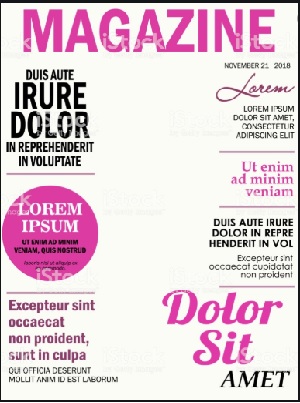 MAGAZINE
NOVEMBER 21 2018
DUIS AUTE
IRURE
DOLOR
IN REPREHENDERIT
IN VOLUPTATE
Lorem
LOREM IPSUM
DOLOR SIT AMET,
CONSECTETUR
ADIPISCING ELIT
Ut enim
ad minim
veniam
LOREM
IPSUM
UT ENIM AD MINIM
VENIAM, QUIS NOSTRUD
DUIS AUTE IRURE
DOLOR IN REPRE
HENDERIT IN VOL
Excepteur sint
occaecat cupidatat
non proident
Excepteur sint
occaecat
non proident,
sunt in culpa
QUI OFFICIA DESERUNT
MOLLIT ANIM ID EST LABORUM
Dolor
Sit
AMET